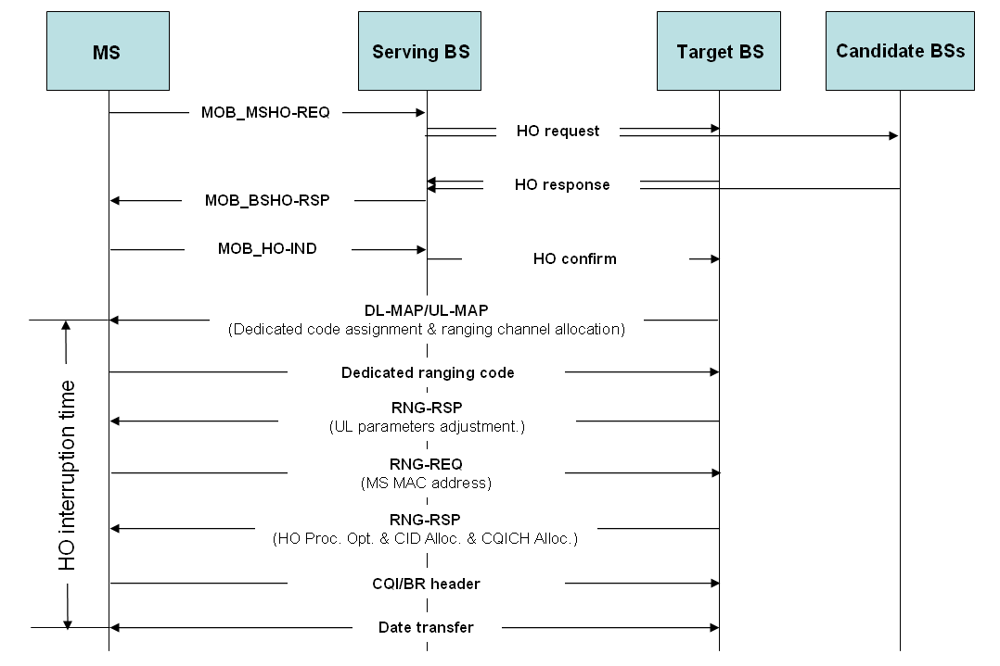 MS
Serving BS
Target BS
Candidate BSs
MOB_MSHO-REQ
HO request
HO response
MOB_BSHO-RSP
MOB_HO-IND
HO confirm
DL-MAP/UL-MAP
(Dedicated code assignment & ranging channel allocation)
Dedicated ranging code
RNG-RSP
(UL parameters adjustment.)
RNG-REQ
(MS MAC address)
RNG-RSP
(HO Proc. Opt. & CID Alloc. & CQICH Alloc.)
CQI/BR header
Date transfer
HO interruption time